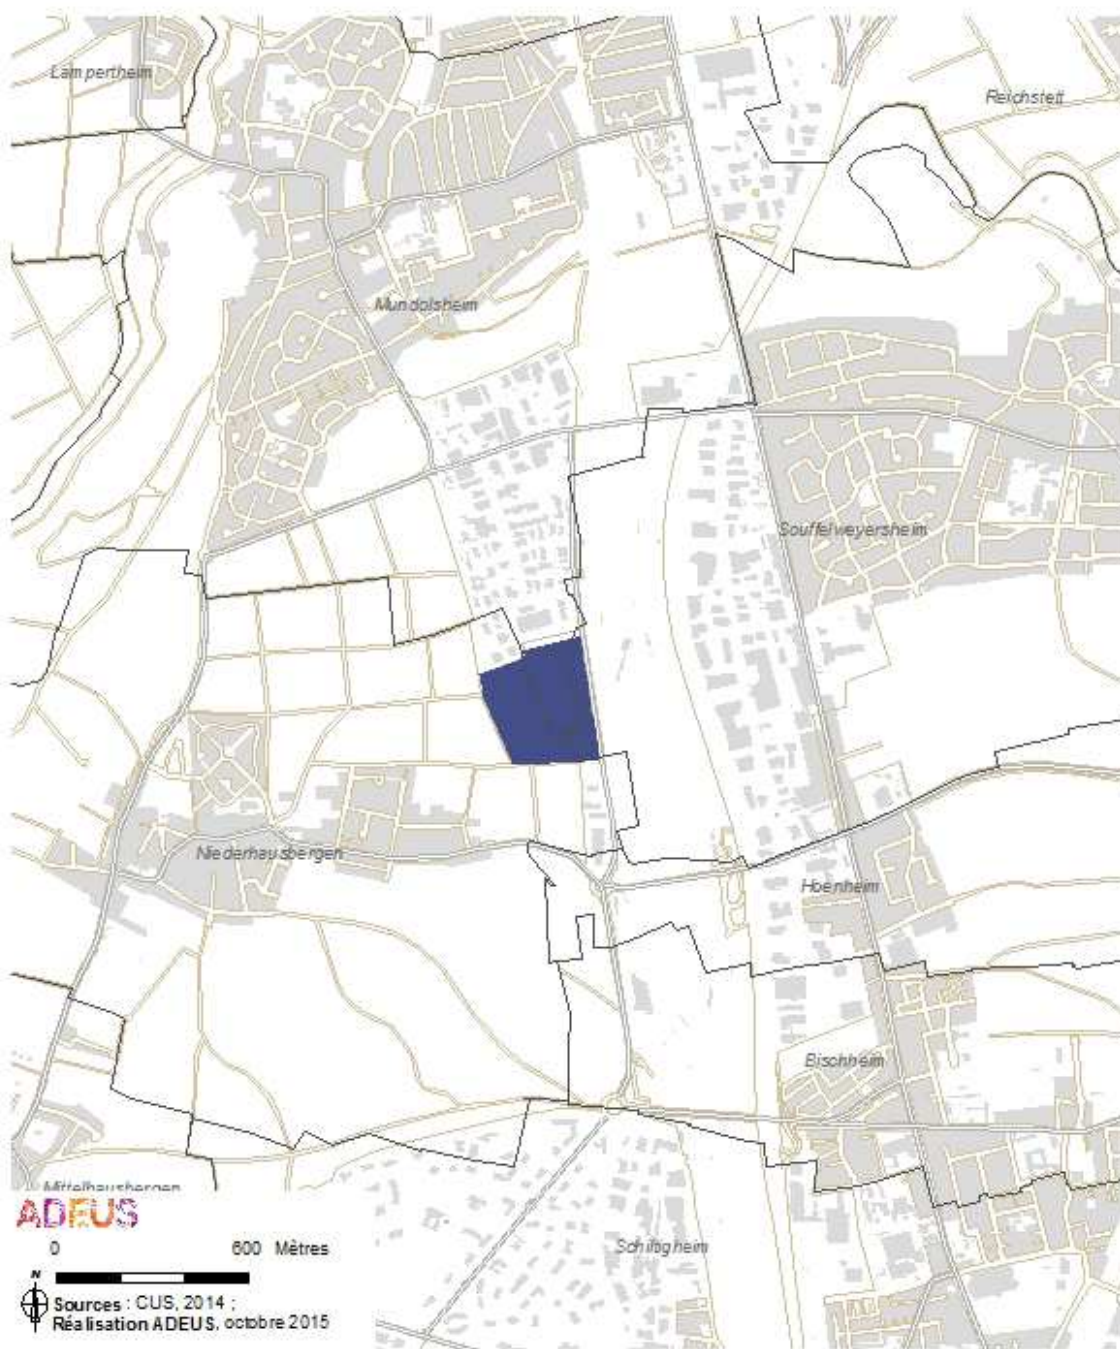 Lampertheim
Reichstett
Mundolsheim
Souffelweyersheim
Niederhausbergen
Hoenheim
Bischheim
Mittelhausbergen
ADEUS
Schiltigheim
0 600 Mètres
N
Sources : CUS, 2014 ;
Réalisation ADEUS, octobre 2015